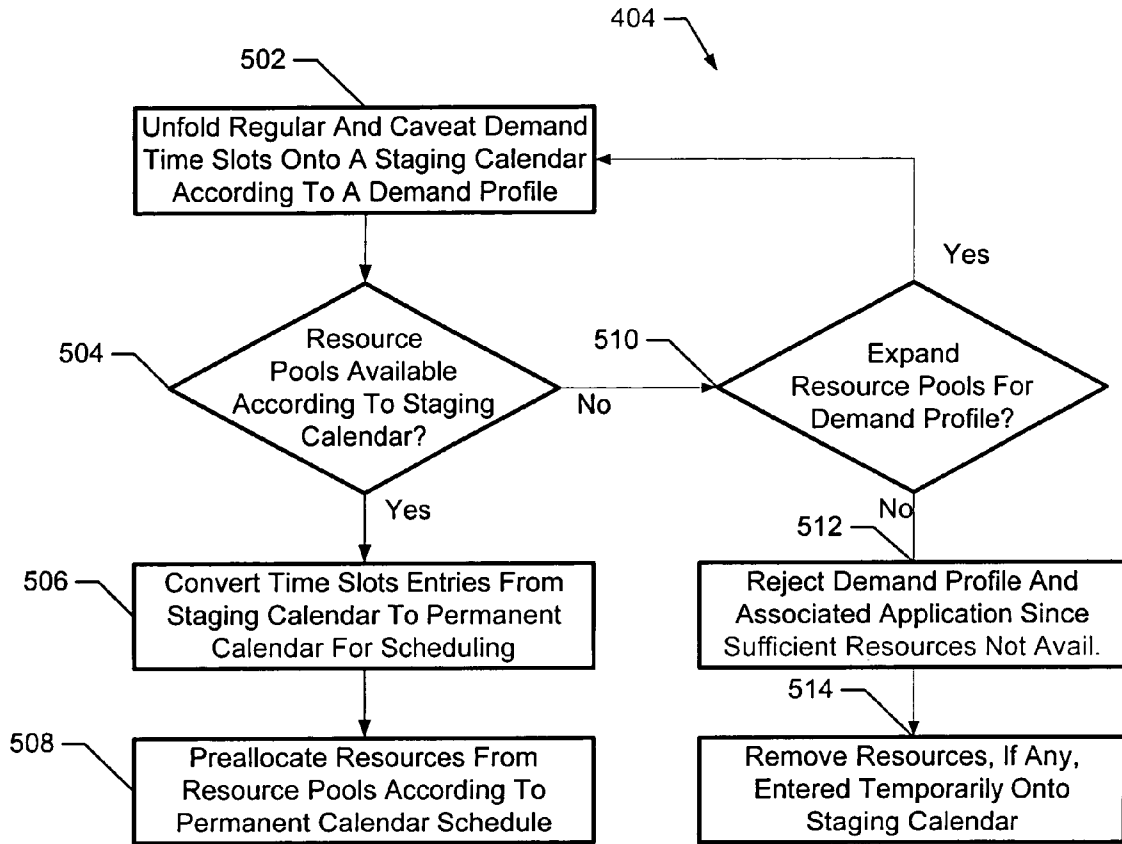 404
502
Unfold Regular And Caveat Demand
Time Slots Onto A Staging Calendar
According To A Demand Profile
Yes
504
Resource
Pools Available
According To Staging
Calendar?
No
510
Expand
Resource Pools For
Demand Profile?
Yes
No
512
506
Convert Time Slots Entries From
Staging Calendar To Permanent
Calendar For Scheduling
Reject Demand Profile And
Associated Application Since
Sufficient Resources Not Avail.
514
508
Preallocate Resources From
Resource Pools According To
Permanent Calendar Schedule
Remove Resources, If Any,
Entered Temporarily Onto
Staging Calendar